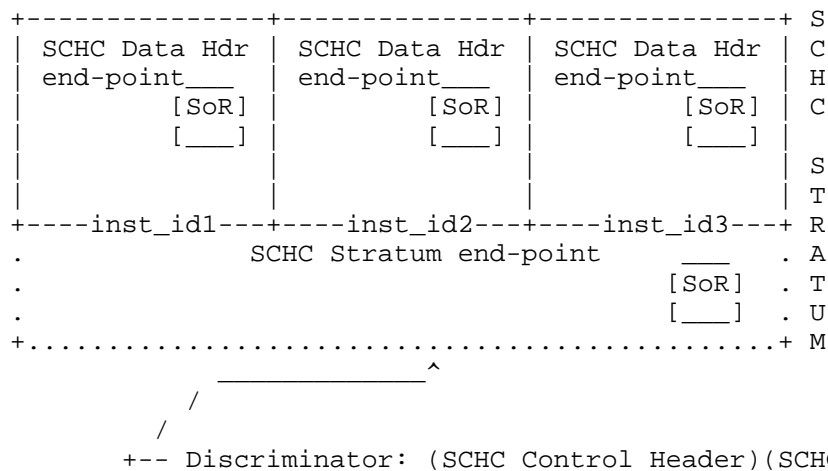 +---------------+---------------+---------------+ S
| SCHC Data Hdr | SCHC Data Hdr | SCHC Data Hdr | C
| end-point___  | end-point___  | end-point___  | H
|         [SoR] |         [SoR] |         [SoR] | C
|         [___] |         [___] |         [___] |
|               |               |               | S
|               |               |               | T
+----inst_id1---+----inst_id2---+----inst_id3---+ R
.              SCHC Stratum end-point     ___   . A
.                                        [SoR]  . T
.                                        [___]  . U
+...............................................+ M
             _____________^
           /
         /
       +-- Discriminator: (SCHC Control Header)(SCHC